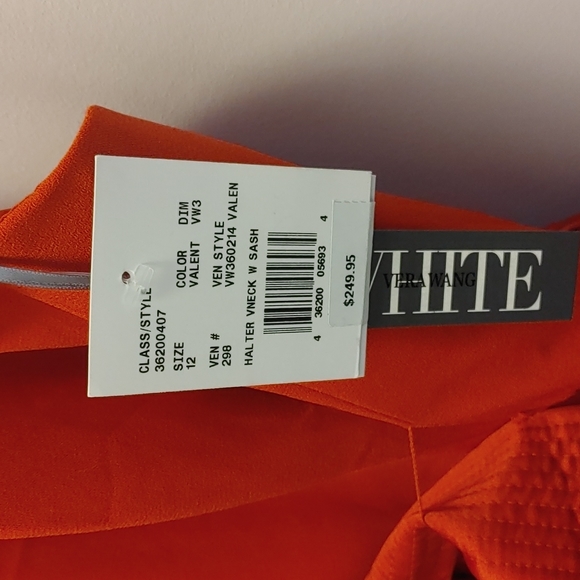 CLASS/STYLE
36200407
COLOR DIM
VALENT VW3
SIZE
12
VEN STYLE
VW360214 VALEN
VEN #
298
HALTER VNECK W SASH
4 36200 05693 4
$249.95
WHITE
VERA WANG